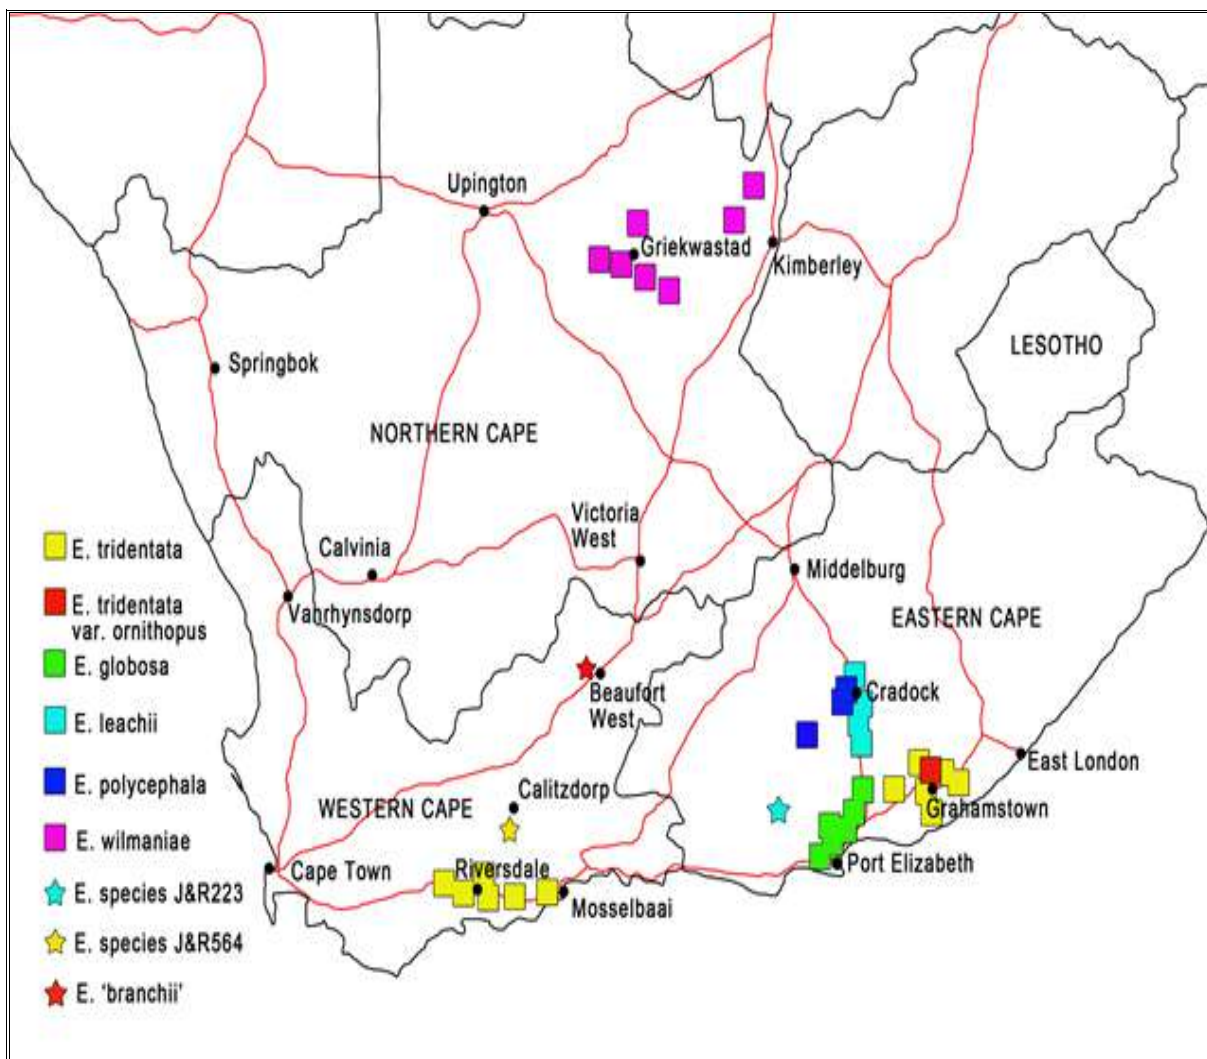 Upington
Griekwastad
Kimberley
Springbok
LESOTHO
NORTHERN CAPE
Victoria
West
Calvinia
Middelburg
Vanrhynsdorp
EASTERN CAPE
Beaufort
West
Cradock
East London
Calitzdorp
WESTERN CAPE
Grahamstown
Cape Town
Riversdale
Port Elizabeth
Mosselbaai
E. tridentata
E. tridentata
var. ornithopus
E. globosa
E. leachii
E. polycephala
E. wilmaniae
E. species J&R223
E. species J&R564
E. 'branchii'